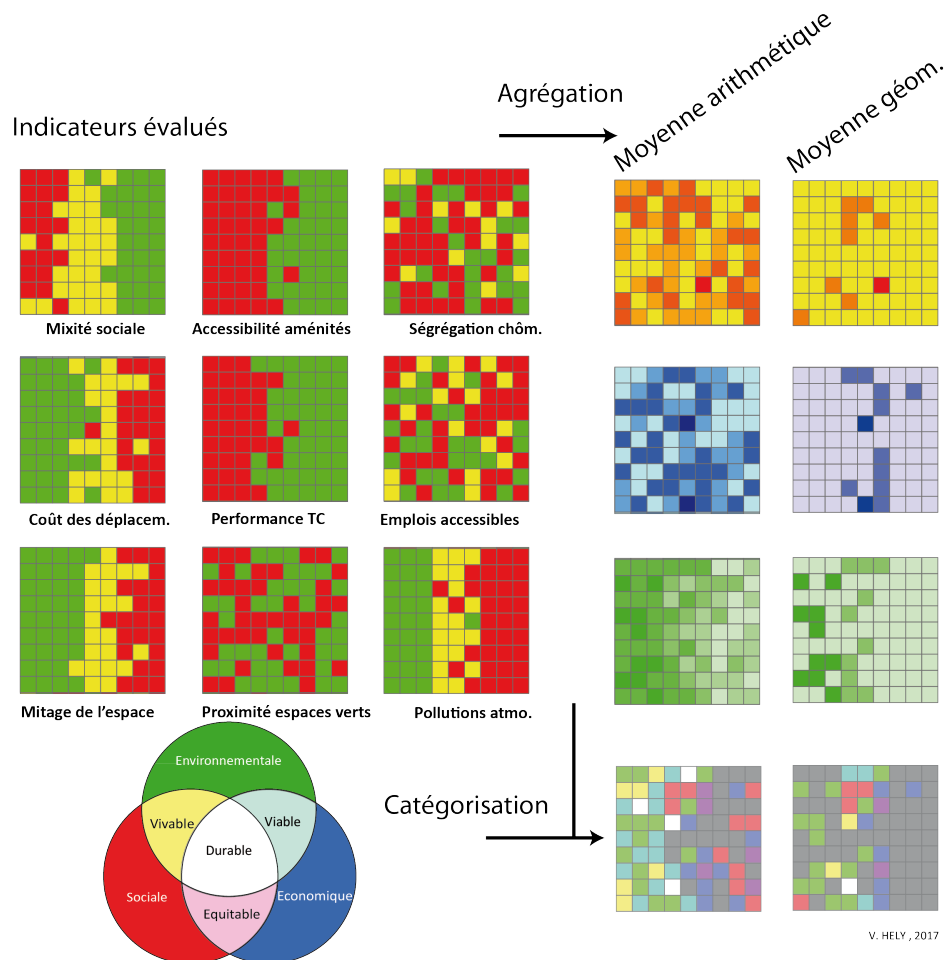 Indicateurs évalués
Agrégation
Moyenne arithmétique
Moyenne géom.
Mixité sociale
Accessibilité aménités
Ségrégation chôm.
Coût des déplacem.
Performance TC
Emplois accessibles
Mitage de l'espace
Proximité espaces verts
Pollutions atmo.
Environnementale
Vivable
Viable
Durable
Sociale
Economique
Equitable
Catégorisation
V. HELY , 2017